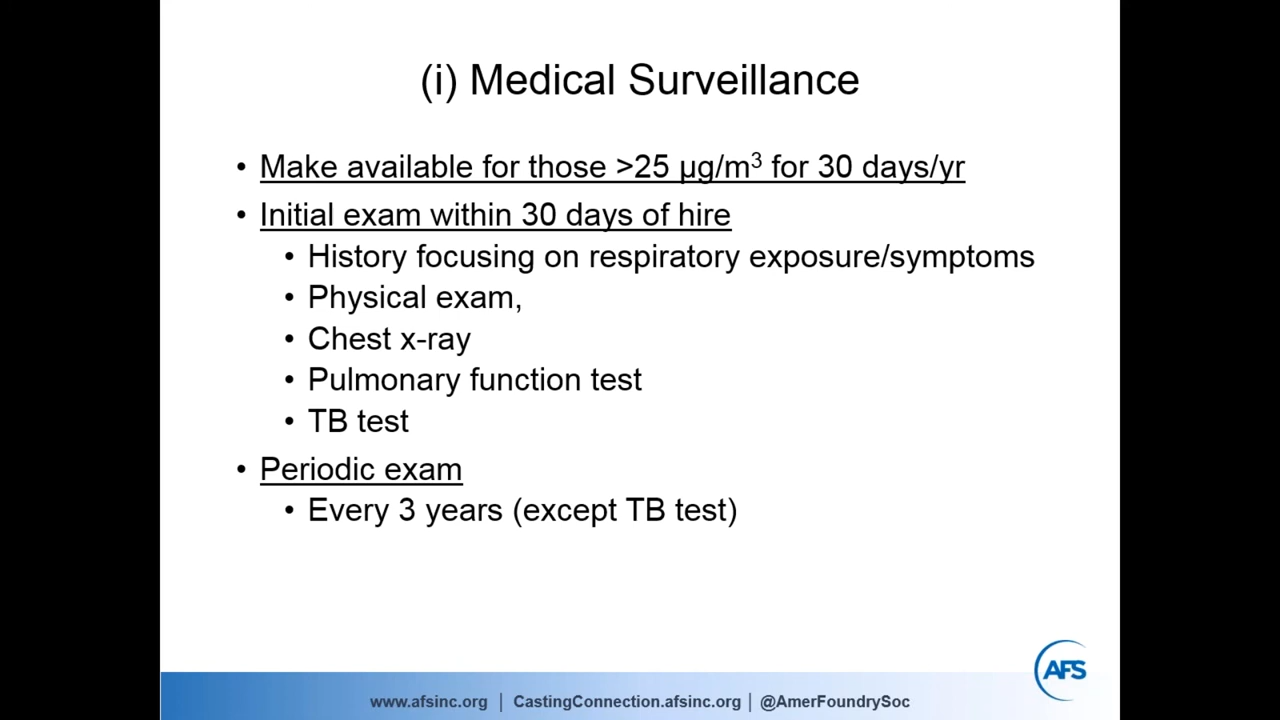 (i) Medical Surveillance
• Make available for those >25 µg/m³ for 30 days/yr
• Initial exam within 30 days of hire
• History focusing on respiratory exposure/symptoms
• Physical exam,
• Chest x-ray
• Pulmonary function test
• TB test
• Periodic exam
• Every 3 years (except TB test)
AFS
www.afsinc.org | CastingConnection.afsinc.org | @AmerFoundrySoc